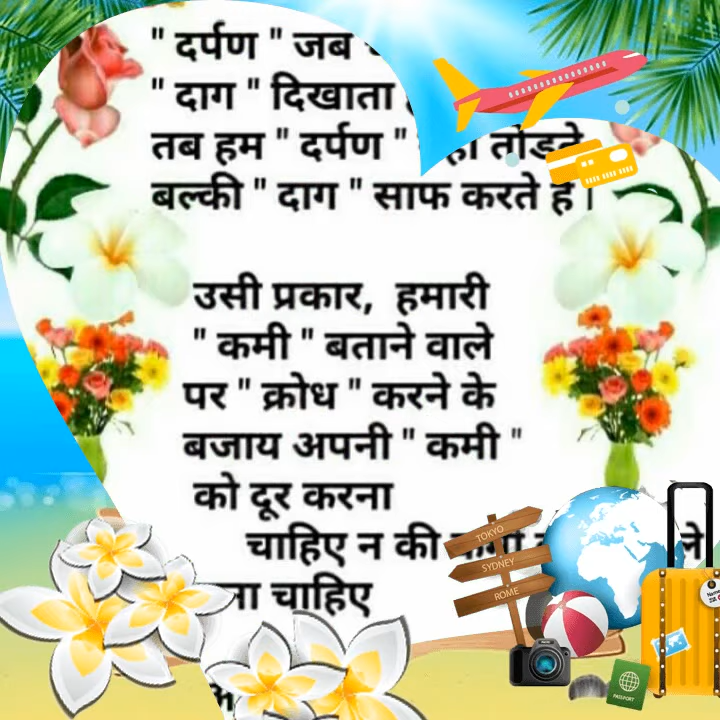 " दर्पण " जब
" दाग " दिखाता
तब हम " दर्पण " तोड़ते
बल्की " दाग " साफ करते हैं।
उसी प्रकार, हमारी
" कमी " बताने वाले
पर " क्रोध " करने के
बजाय अपनी " कमी "
को दूर करना
चाहिए न की
चाहिए
TOKYO
SYDNEY
ROME
PASSPORT